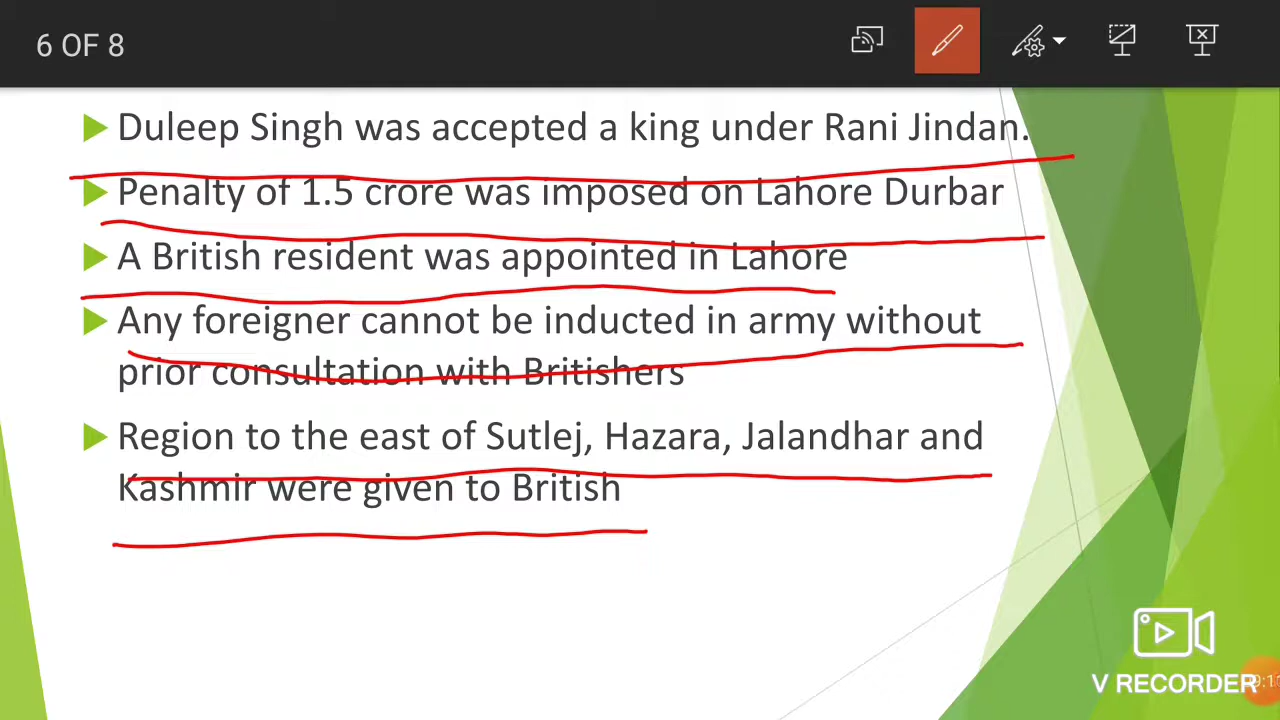 6 OF 8
Duleep Singh was accepted a king under Rani Jindan.
Penalty of 1.5 crore was imposed on Lahore Durbar
A British resident was appointed in Lahore
Any foreigner cannot be inducted in army without
prior consultation with Britishers
Region to the east of Sutlej, Hazara, Jalandhar and
Kashmir were given to British
V RECORDER